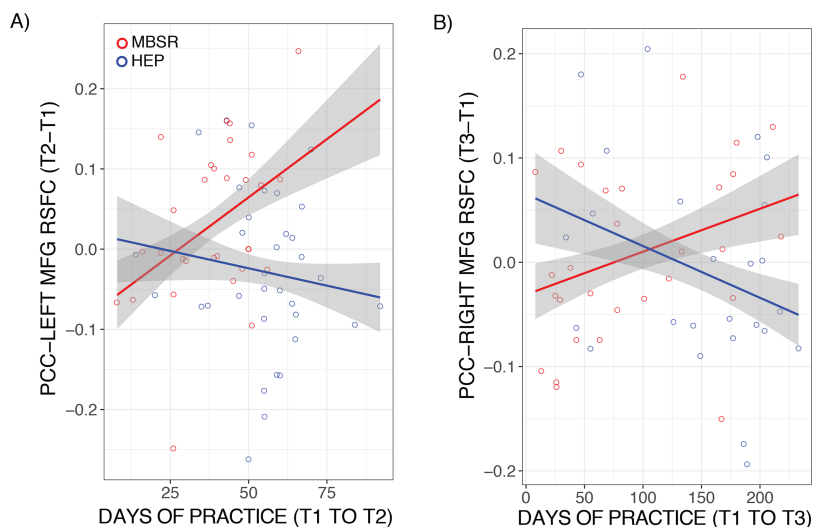 A)
MBSR
HEP
0.2
0.1
0.0
−0.1
−0.2
25
50
75
PCC−LEFT MFG RSFC (T2−T1)
DAYS OF PRACTICE (T1 TO T2)
B)
0.2
0.1
0.0
−0.1
−0.2
0
50
100
150
200
PCC−RIGHT MFG RSFC (T3−T1)
DAYS OF PRACTICE (T1 TO T3)